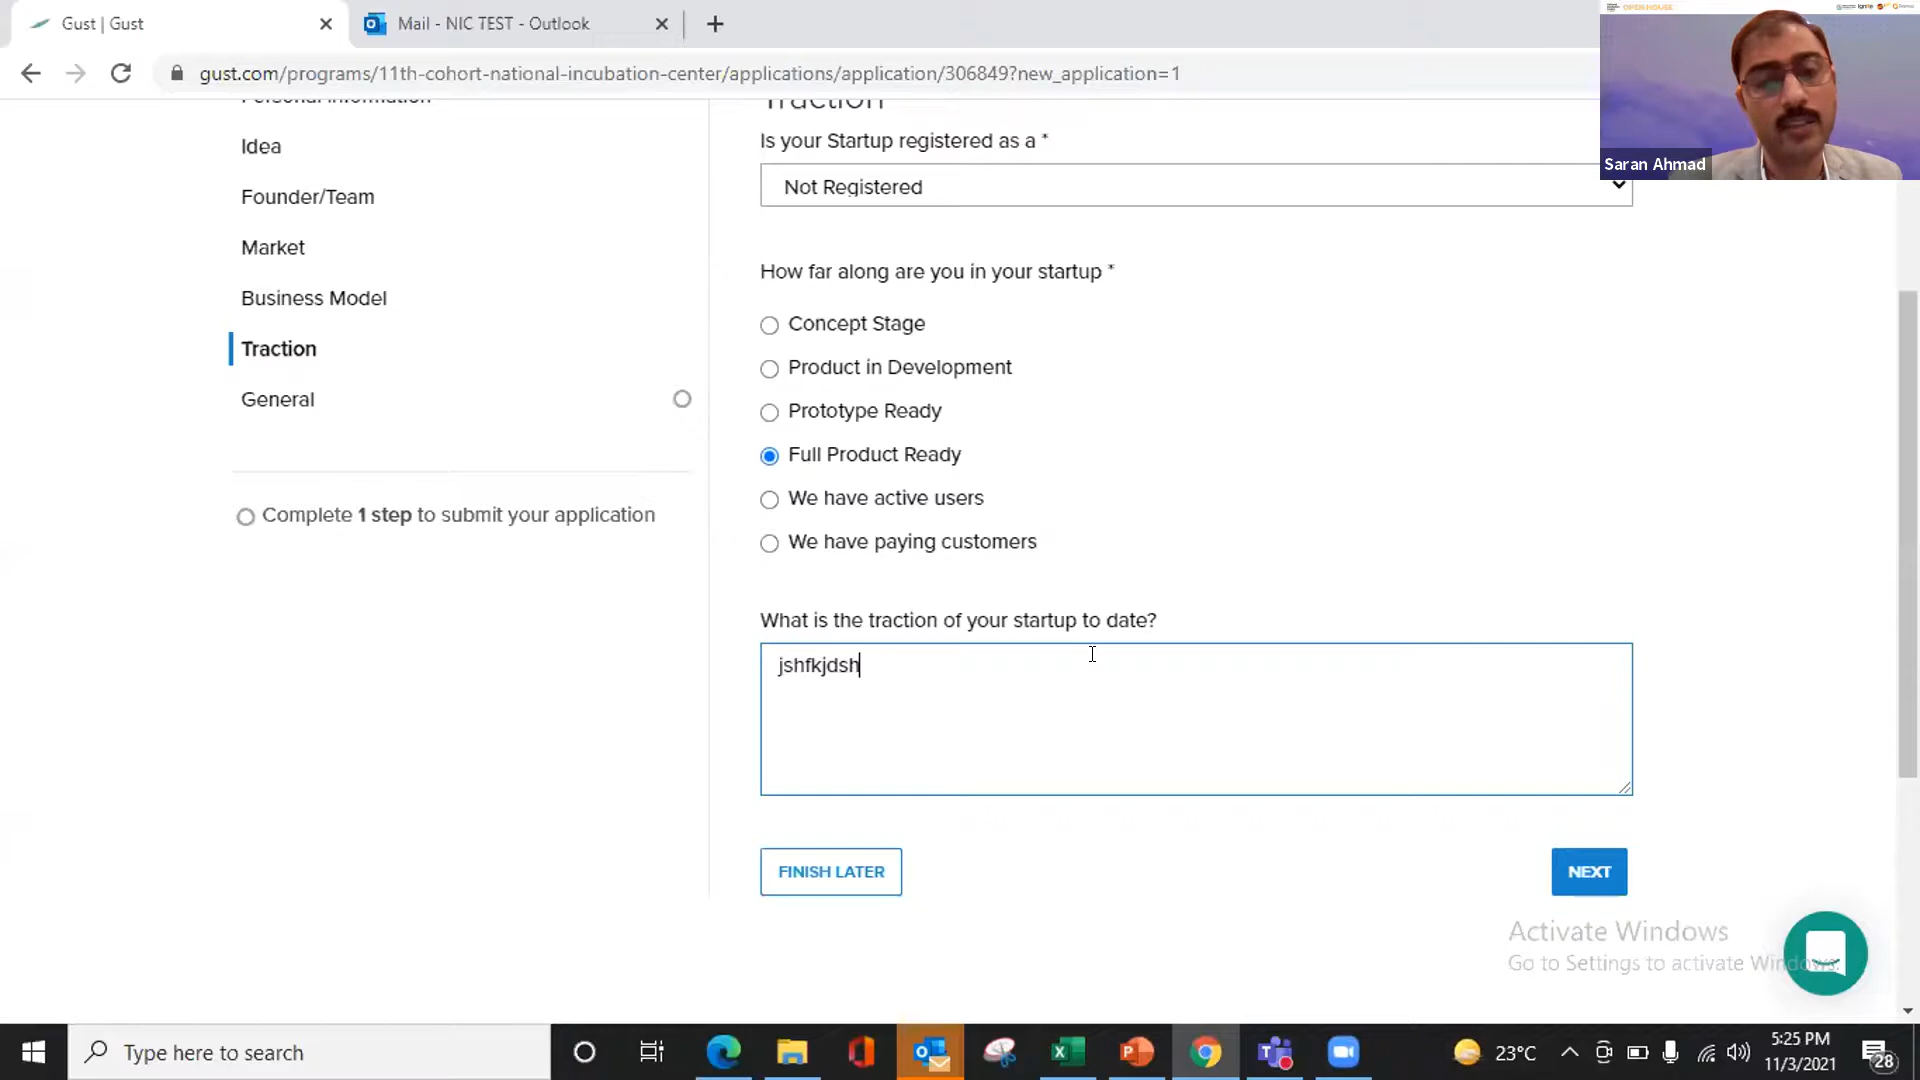 Gust | Gust
Mail - NIC TEST - Outlook
gust.com/programs/11th-cohort-national-incubation-center/applications/application/306849?new_application=1
OPEN HOUSE
Saran Ahmad
Personal Information
Idea
Founder/Team
Market
Business Model
Traction
General
Complete 1 step to submit your application
Traction
Is your Startup registered as a *
Not Registered
How far along are you in your startup *
Concept Stage
Product in Development
Prototype Ready
Full Product Ready
We have active users
We have paying customers
What is the traction of your startup to date?
jshfkjdsh
FINISH LATER
NEXT
Activate Windows
Go to Settings to activate Windows.
Type here to search
23°C
5:25 PM
11/3/2021
28